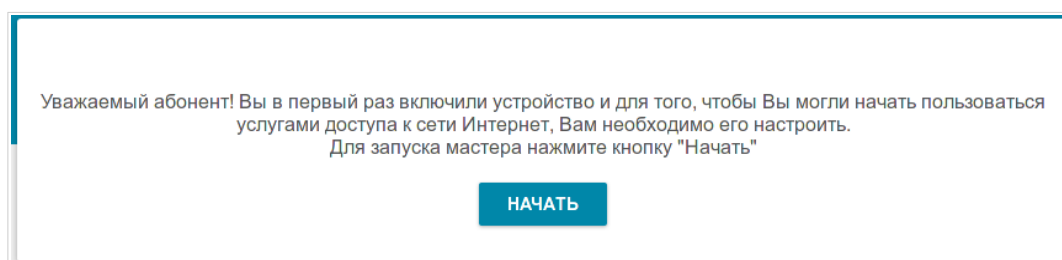 Уважаемый абонент! Вы в первый раз включили устройство и для того, чтобы Вы могли начать пользоваться
услугами доступа к сети Интернет, Вам необходимо его настроить.
Для запуска мастера нажмите кнопку "Начать"
НАЧАТЬ